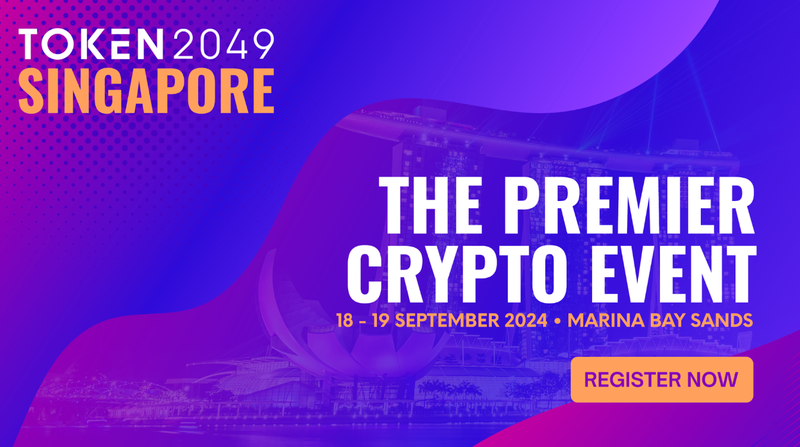 TOKEN2049
SINGAPORE
THE PREMIER
CRYPTO EVENT
18 - 19 SEPTEMBER 2024 • MARINA BAY SANDS
REGISTER NOW